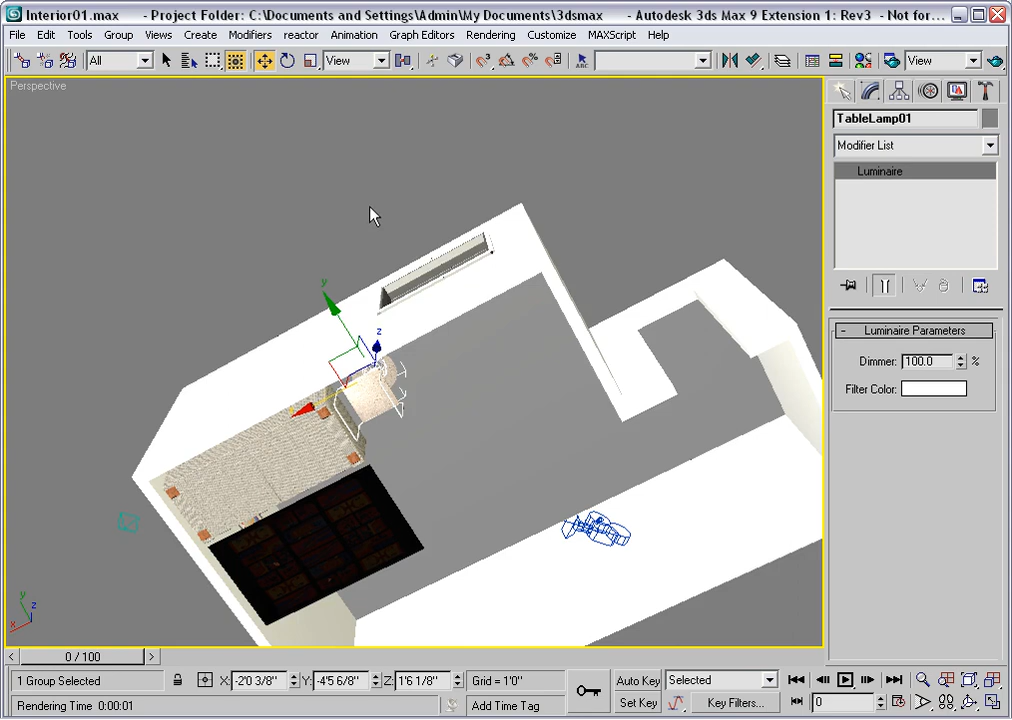 Interior01.max - Project Folder: C:\Documents and Settings\Admin\My Documents\3dsmax - Autodesk 3ds Max 9 Extension 1: Rev3 - Not for...
File Edit Tools Group Views Create Modifiers reactor Animation Graph Editors Rendering Customize MAXScript Help
All View ABC View
Perspective
TableLamp01
Modifier List
Luminaire
- Luminaire Parameters
Dimmer: 100.0 %
Filter Color:
y
z
y
z
x
< 0 / 100 >
1 Group Selected X: -2'0 3/8" Y: -4'5 6/8" Z: 1'6 1/8" Grid = 1'0" Auto Key Selected
Rendering Time 0:00:01 Add Time Tag Set Key Key Filters... 0